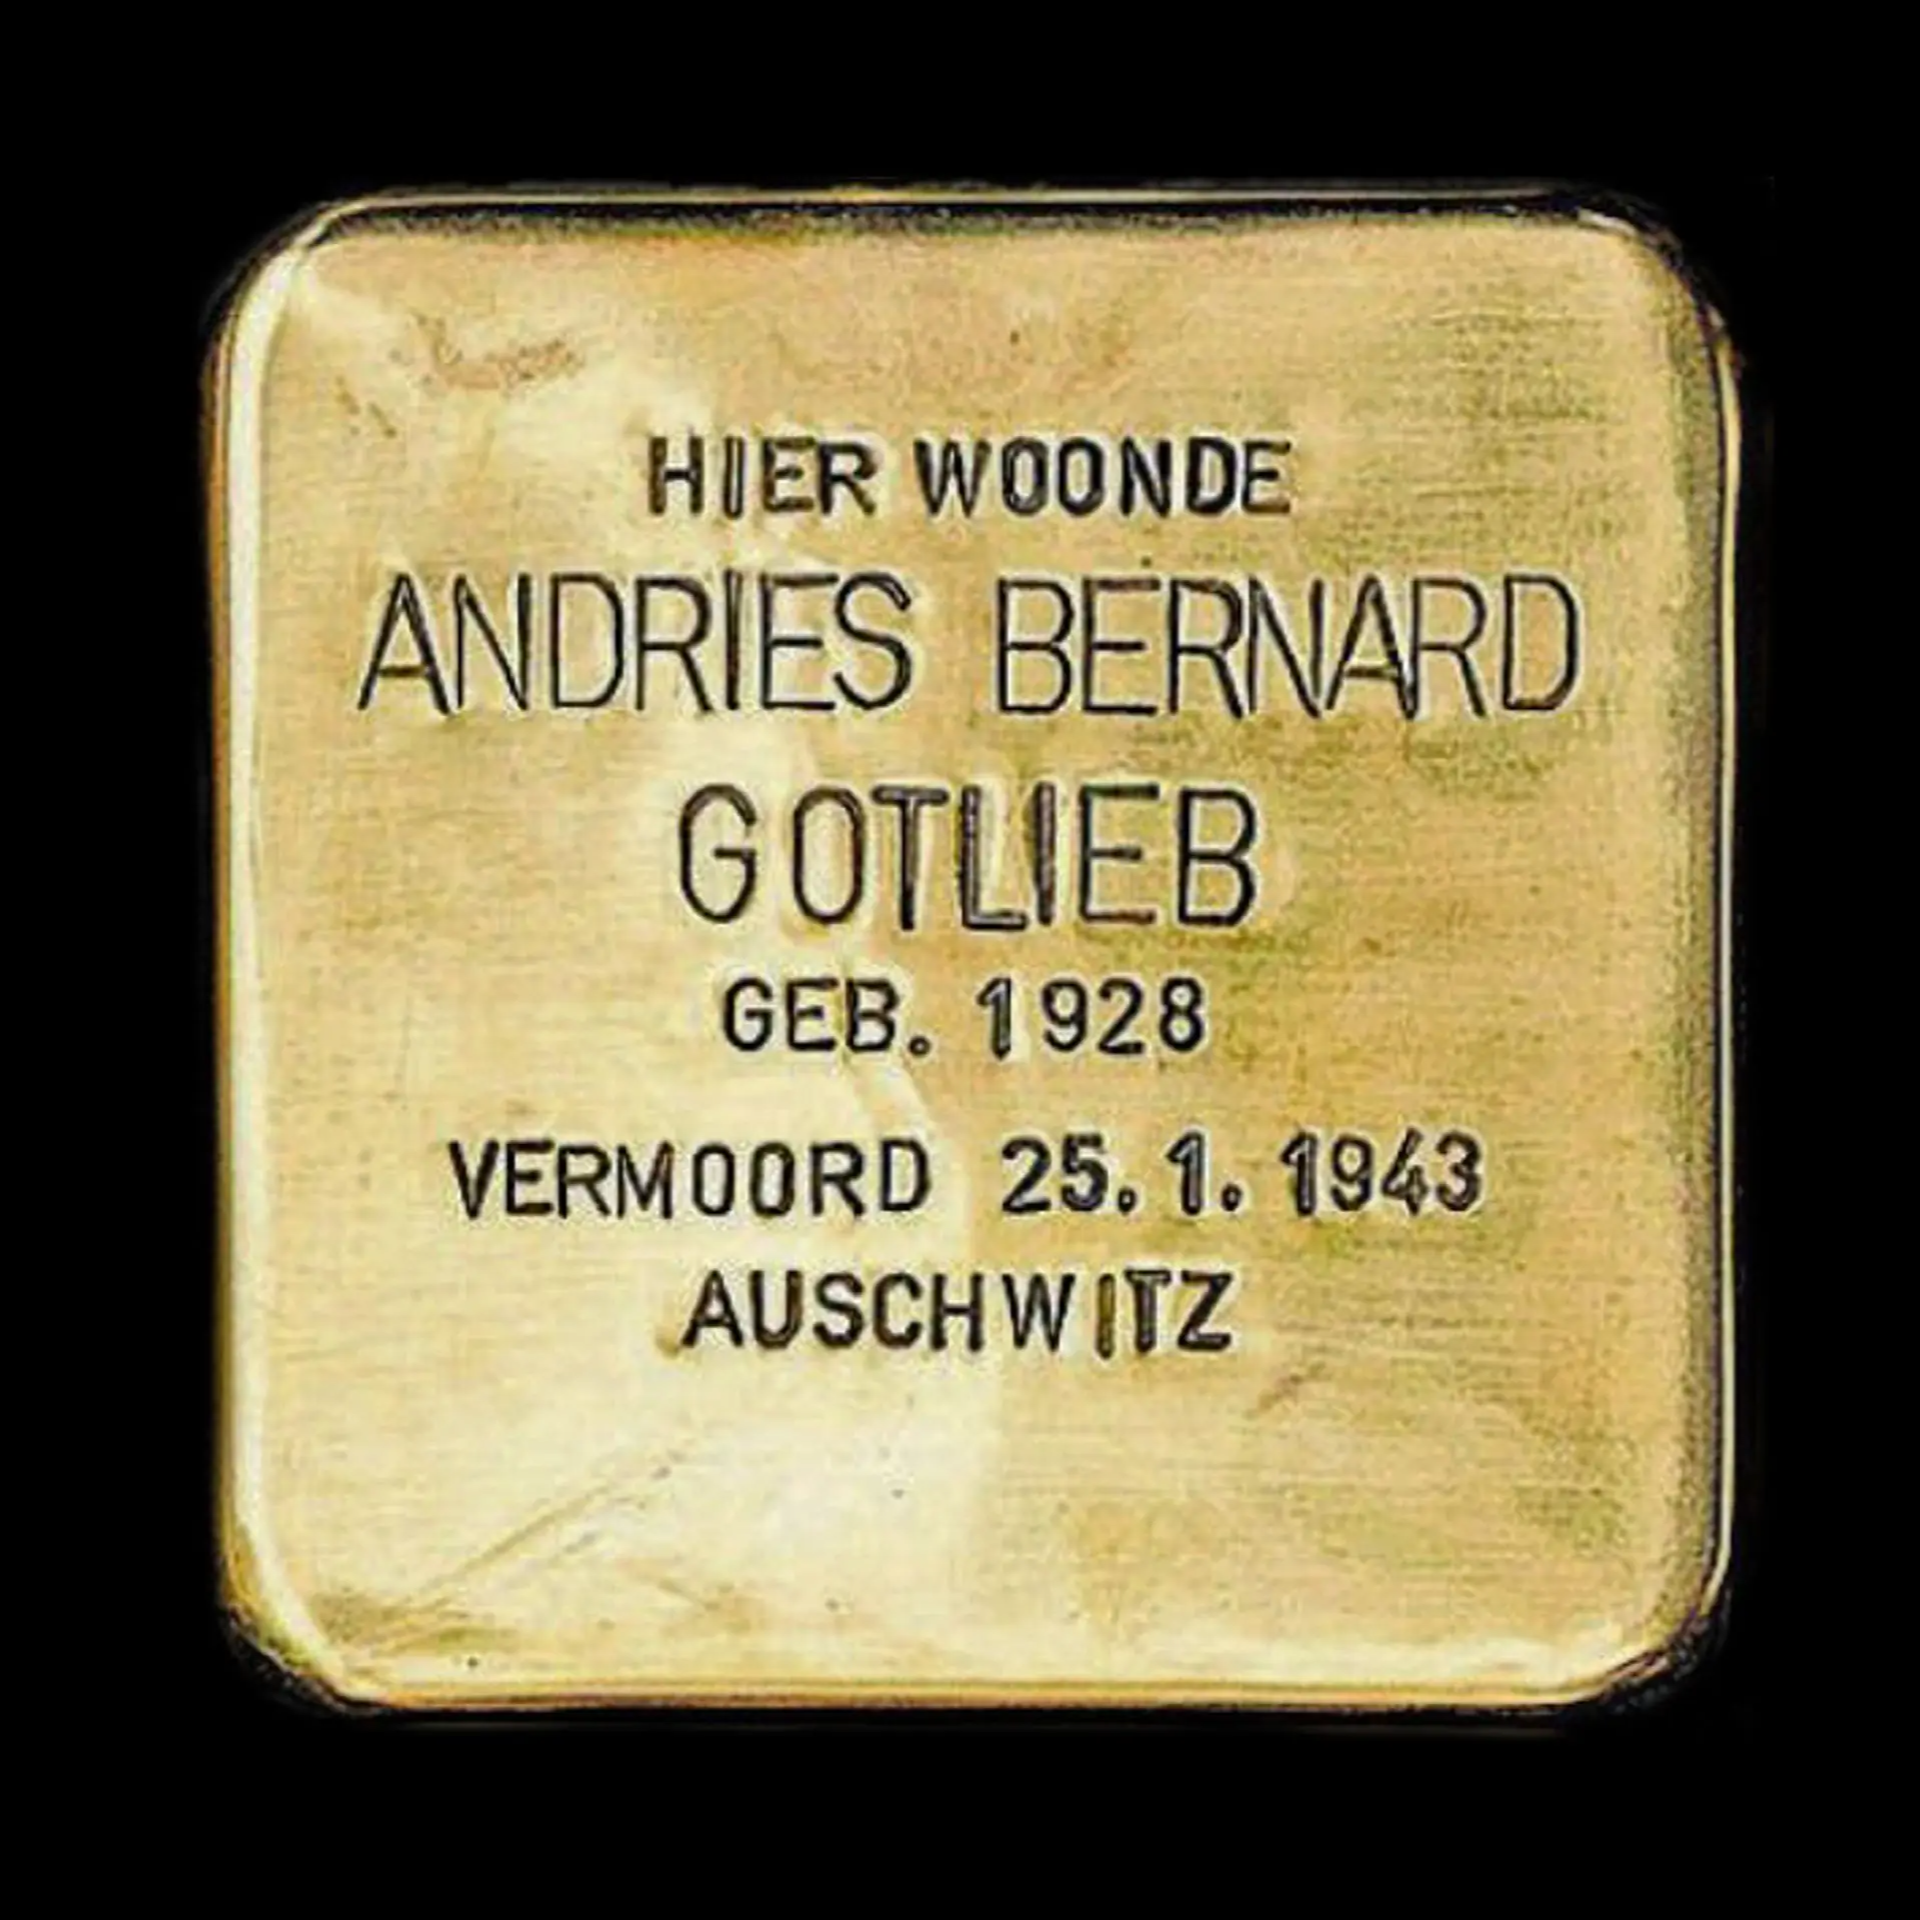 HIER WOONDE
ANDRIES BERNARD
GOTLIEB
GEB. 1928
VERMOORD 25.1.1943
AUSCHWITZ